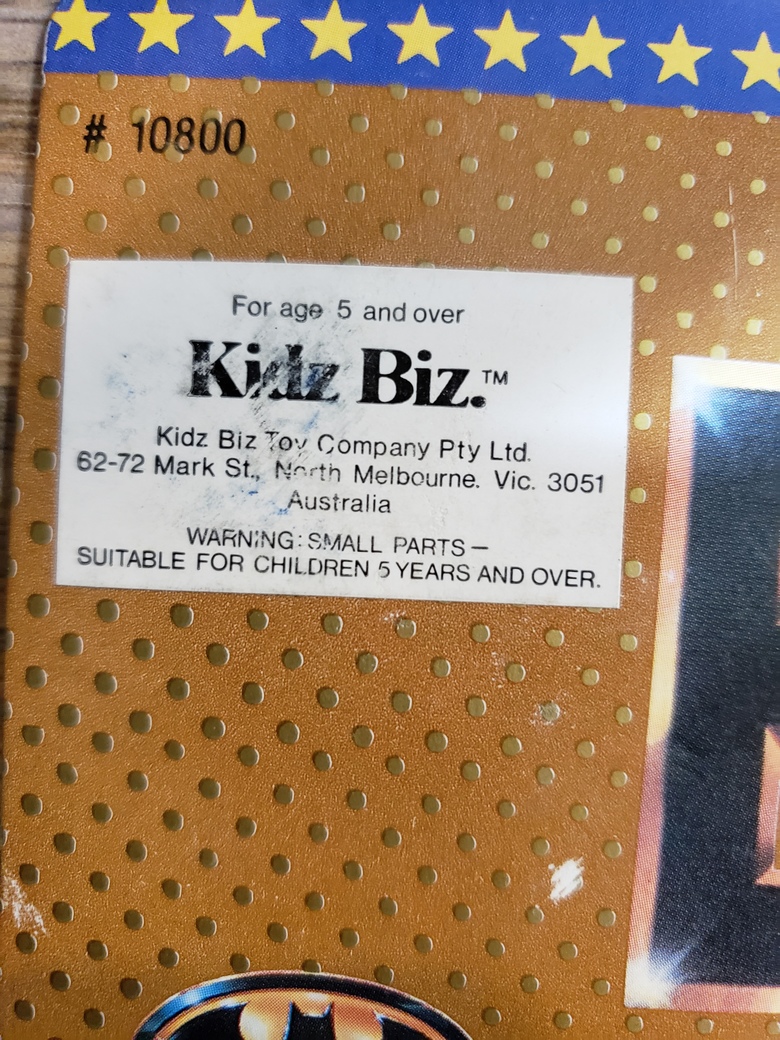 # 10800
For age 5 and over
Kidz Biz.™
Kidz Biz Toy Company Pty Ltd.
62-72 Mark St., North Melbourne. Vic. 3051
Australia
WARNING: SMALL PARTS –
SUITABLE FOR CHILDREN 5 YEARS AND OVER.